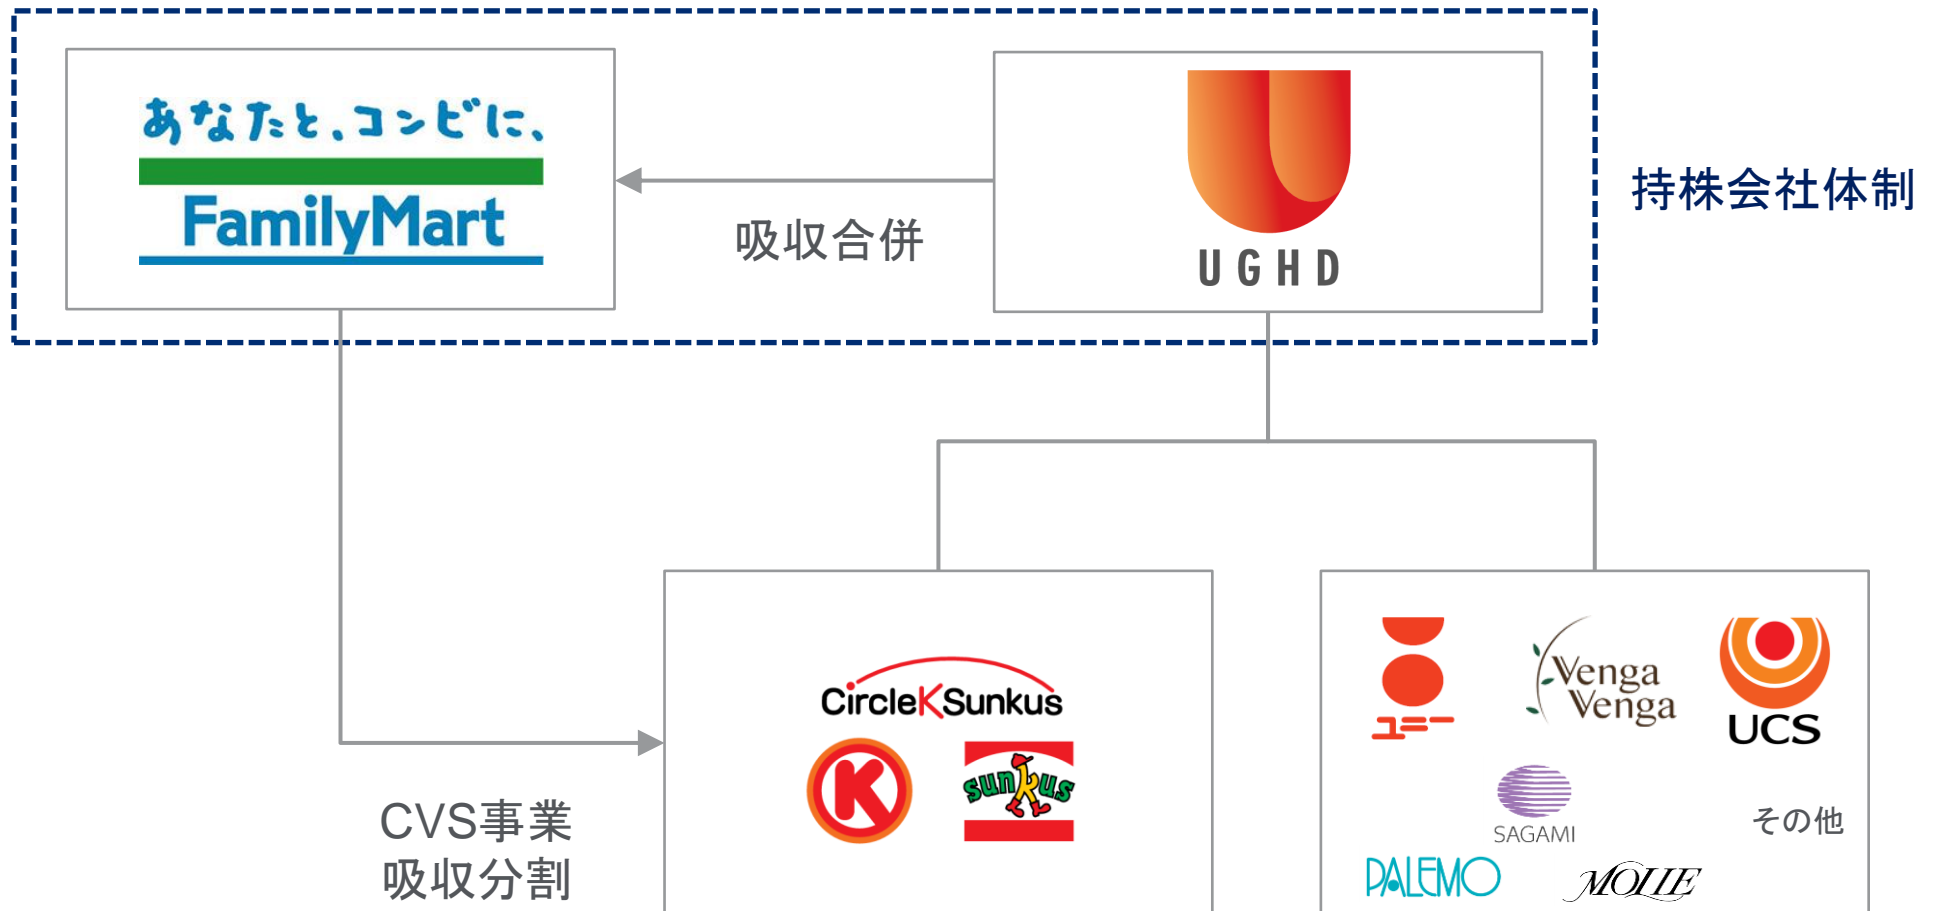 あなたと、コンビに、
FamilyMart
吸収合併
UGHD
持株会社体制
CVS事業
吸収分割
CircleKSunkus
K
sunkus
ユニー
Venga
Venga
UCS
SAGAMI
その他
PALEMO
MOLIE